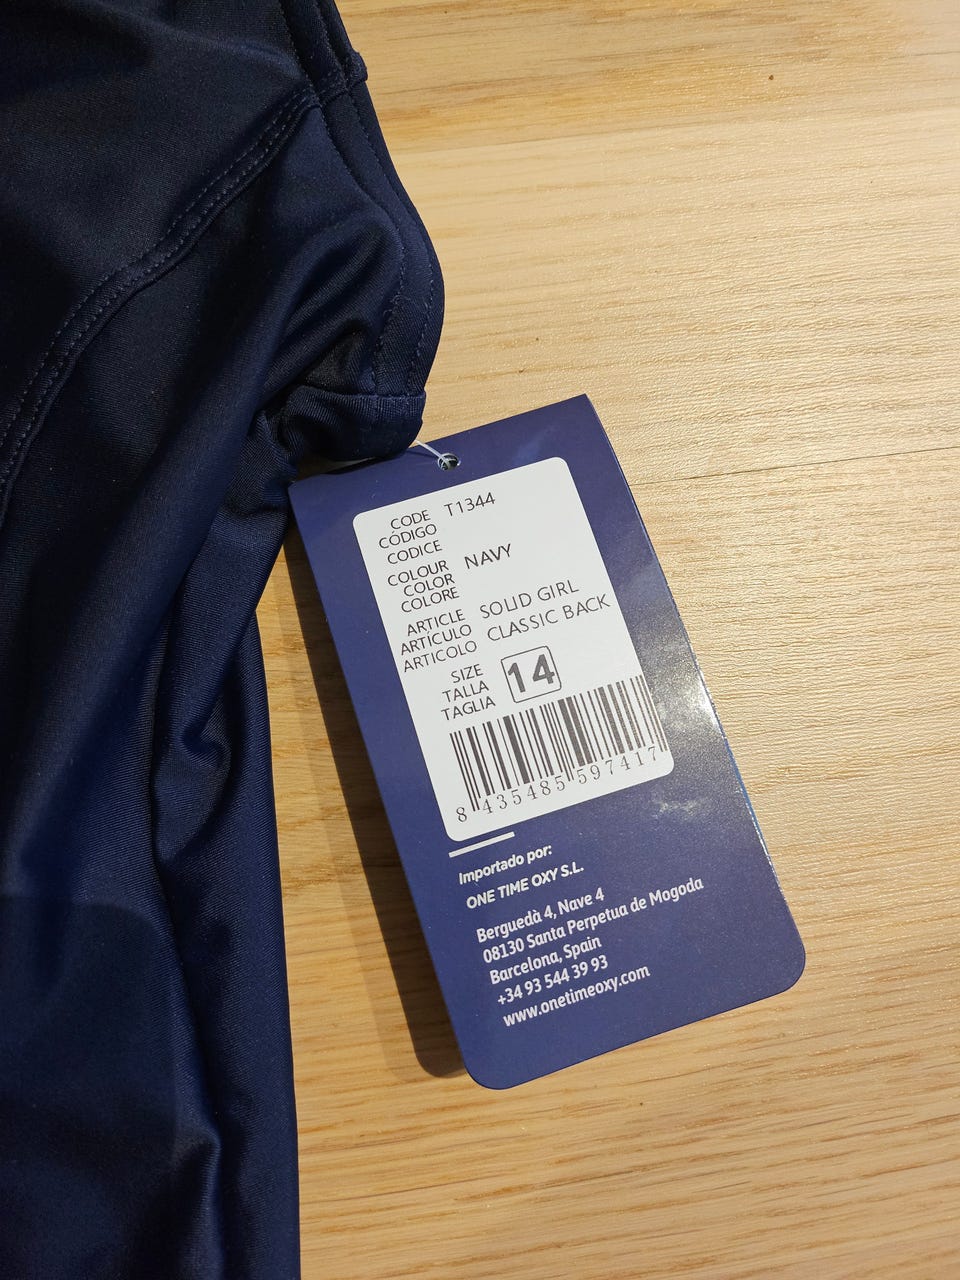 CODE T1344
CÓDIGO
CODICE
COLOUR NAVY
COLOR
COLORE
ARTICLE SOLID GIRL
ARTÍCULO CLASSIC BACK
ARTICOLO
SIZE 14
TALLA
TAGLIA
8 435485 597417
Importado por:
ONE TIME OXY S.L.
Berguedà 4, Nave 4
08130 Santa Perpetua de Mogoda
Barcelona, Spain
+34 93 544 39 93
www.onetimeoxy.com